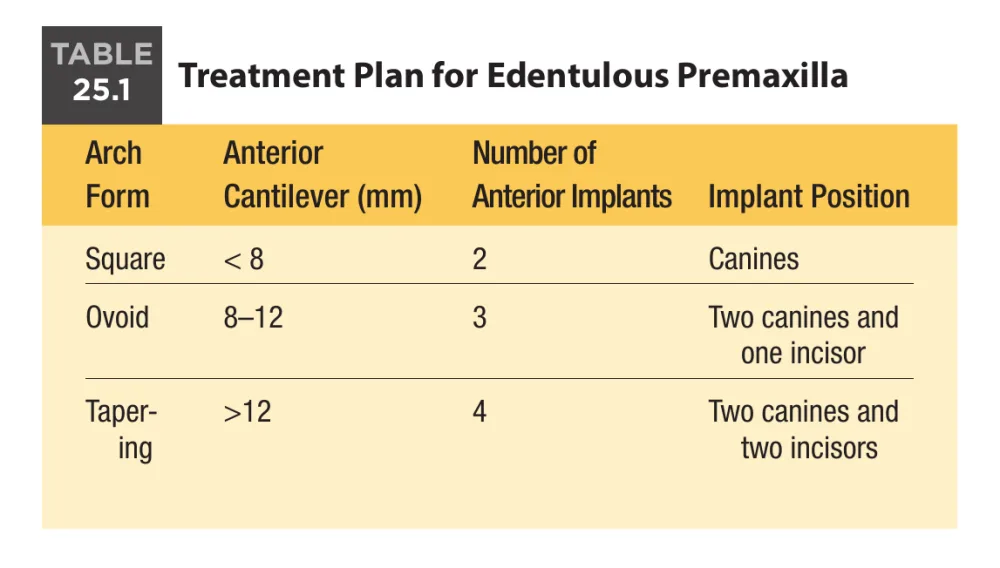 TABLE
25.1
Treatment Plan for Edentulous Premaxilla
Arch Form
Anterior Cantilever (mm)
Number of Anterior Implants
Implant Position
Square < 8 2 Canines
Ovoid 8–12 3 Two canines and
one incisor
Taper- >12 4 Two canines and
ing two incisors